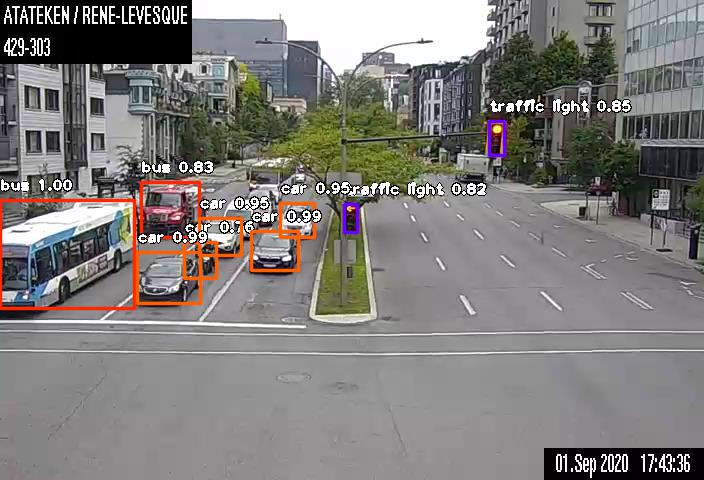 ATATEKEN / RENE-LEVESQUE
429-303
traffic light 0.85
bus 0.83
bus 1.00
car 0.95
traffic light 0.82
car 0.95
car 0.99
car 0.76
car 0.99
01.Sep 2020 17:43:36